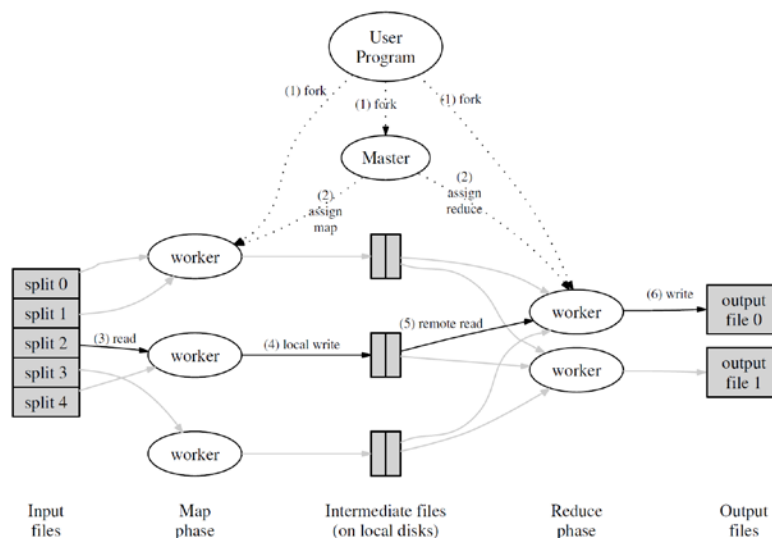 User
Program
(1) fork
(1) fork
(1) fork
Master
(2)
assign
map
(2)
assign
reduce
worker
split 0
split 1
split 2
split 3
split 4
(3) read
worker
(4) local write
(5) remote read
worker
(6) write
output
file 0
worker
output
file 1
worker
Input
files
Map
phase
Intermediate files
(on local disks)
Reduce
phase
Output
files